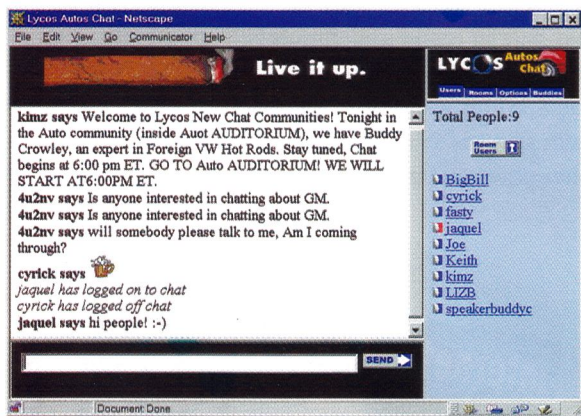 Lycos Autos Chat - Netscape
File Edit View Go Communicator Help
Live it up.
LYCOS Autos Chat
Users Rooms Options Buddies
kimz says Welcome to Lycos New Chat Communities! Tonight in
the Auto community (inside Auot AUDITORIUM), we have Buddy
Crowley, an expert in Foreign VW Hot Rods. Stay tuned, Chat
begins at 6:00 pm ET. GO TO Auto AUDITORIUM! WE WILL
START AT6:00PM ET.
4u2nv says Is anyone interested in chatting about GM.
4u2nv says Is anyone interested in chatting about GM.
4u2nv says will somebody please talk to me, Am I coming
through?
cyrick says
jaquel has logged on to chat
cyrick has logged off chat
jaquel says hi people! :-)
Total People:9
Room
Users
BigBill
cyrick
fasty
jaquel
Joe
Keith
kimz
LIZB
speakerbuddyc
SEND
Document: Done